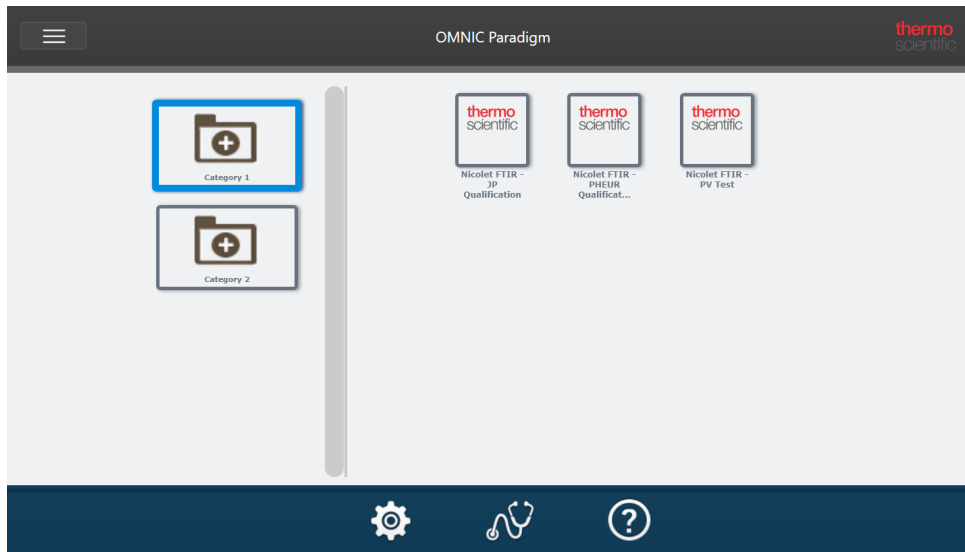 OMNIC Paradigm
thermo
scientific
Category 1
Category 2
thermo
scientific
Nicolet FTIR -
JP
Qualification
thermo
scientific
Nicolet FTIR -
PHEUR
Qualificat...
thermo
scientific
Nicolet FTIR -
PV Test
?